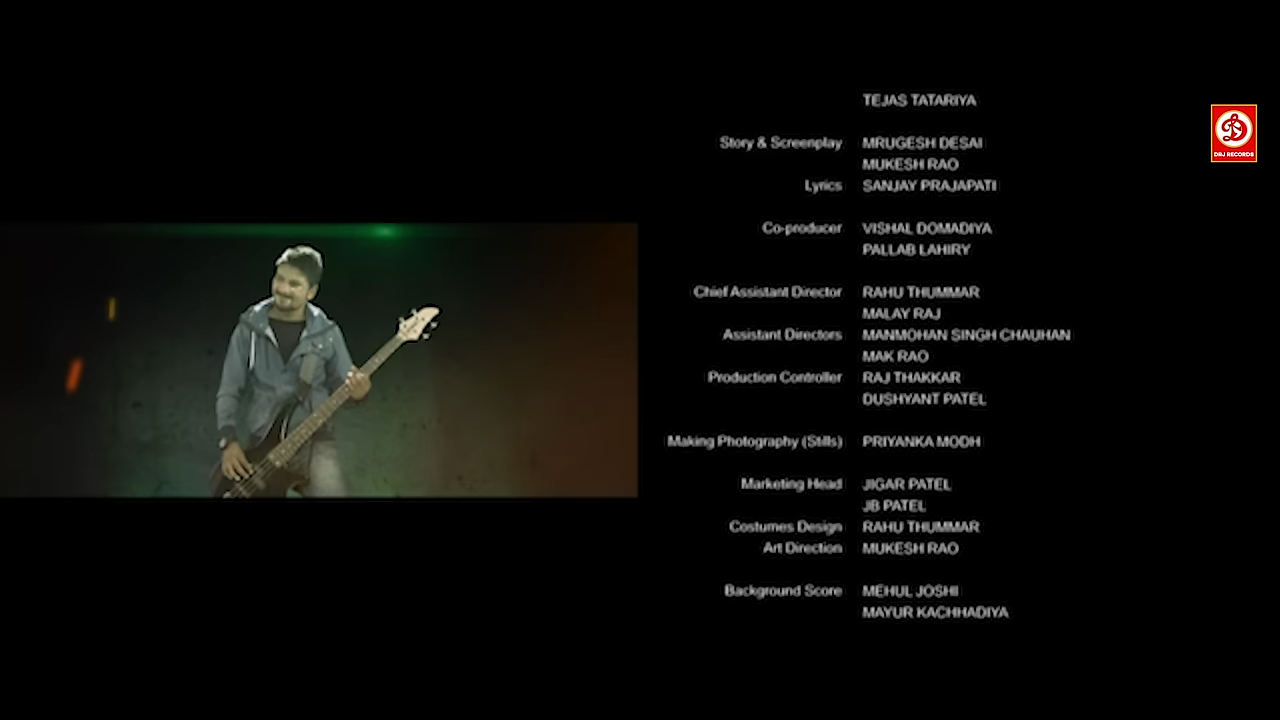 TEJAS TATARIYA
Story & Screenplay MRUGESH DESAI
MUKESH RAO
Lyrics SANJAY PRAJAPATI
Co-producer VISHAL DOMADIYA
PALLAB LAHIRY
Chief Assistant Director RAHU THUMMAR
MALAY RAJ
Assistant Directors MANMOHAN SINGH CHAUHAN
MAK RAO
Production Controller RAJ THAKKAR
DUSHYANT PATEL
Making Photography (Stills) PRIYANKA MODH
Marketing Head JIGAR PATEL
JB PATEL
Costumes Design RAHU THUMMAR
Art Direction MUKESH RAO
Background Score MEHUL JOSHI
MAYUR KACHHADIYA
DRJ RECORDS